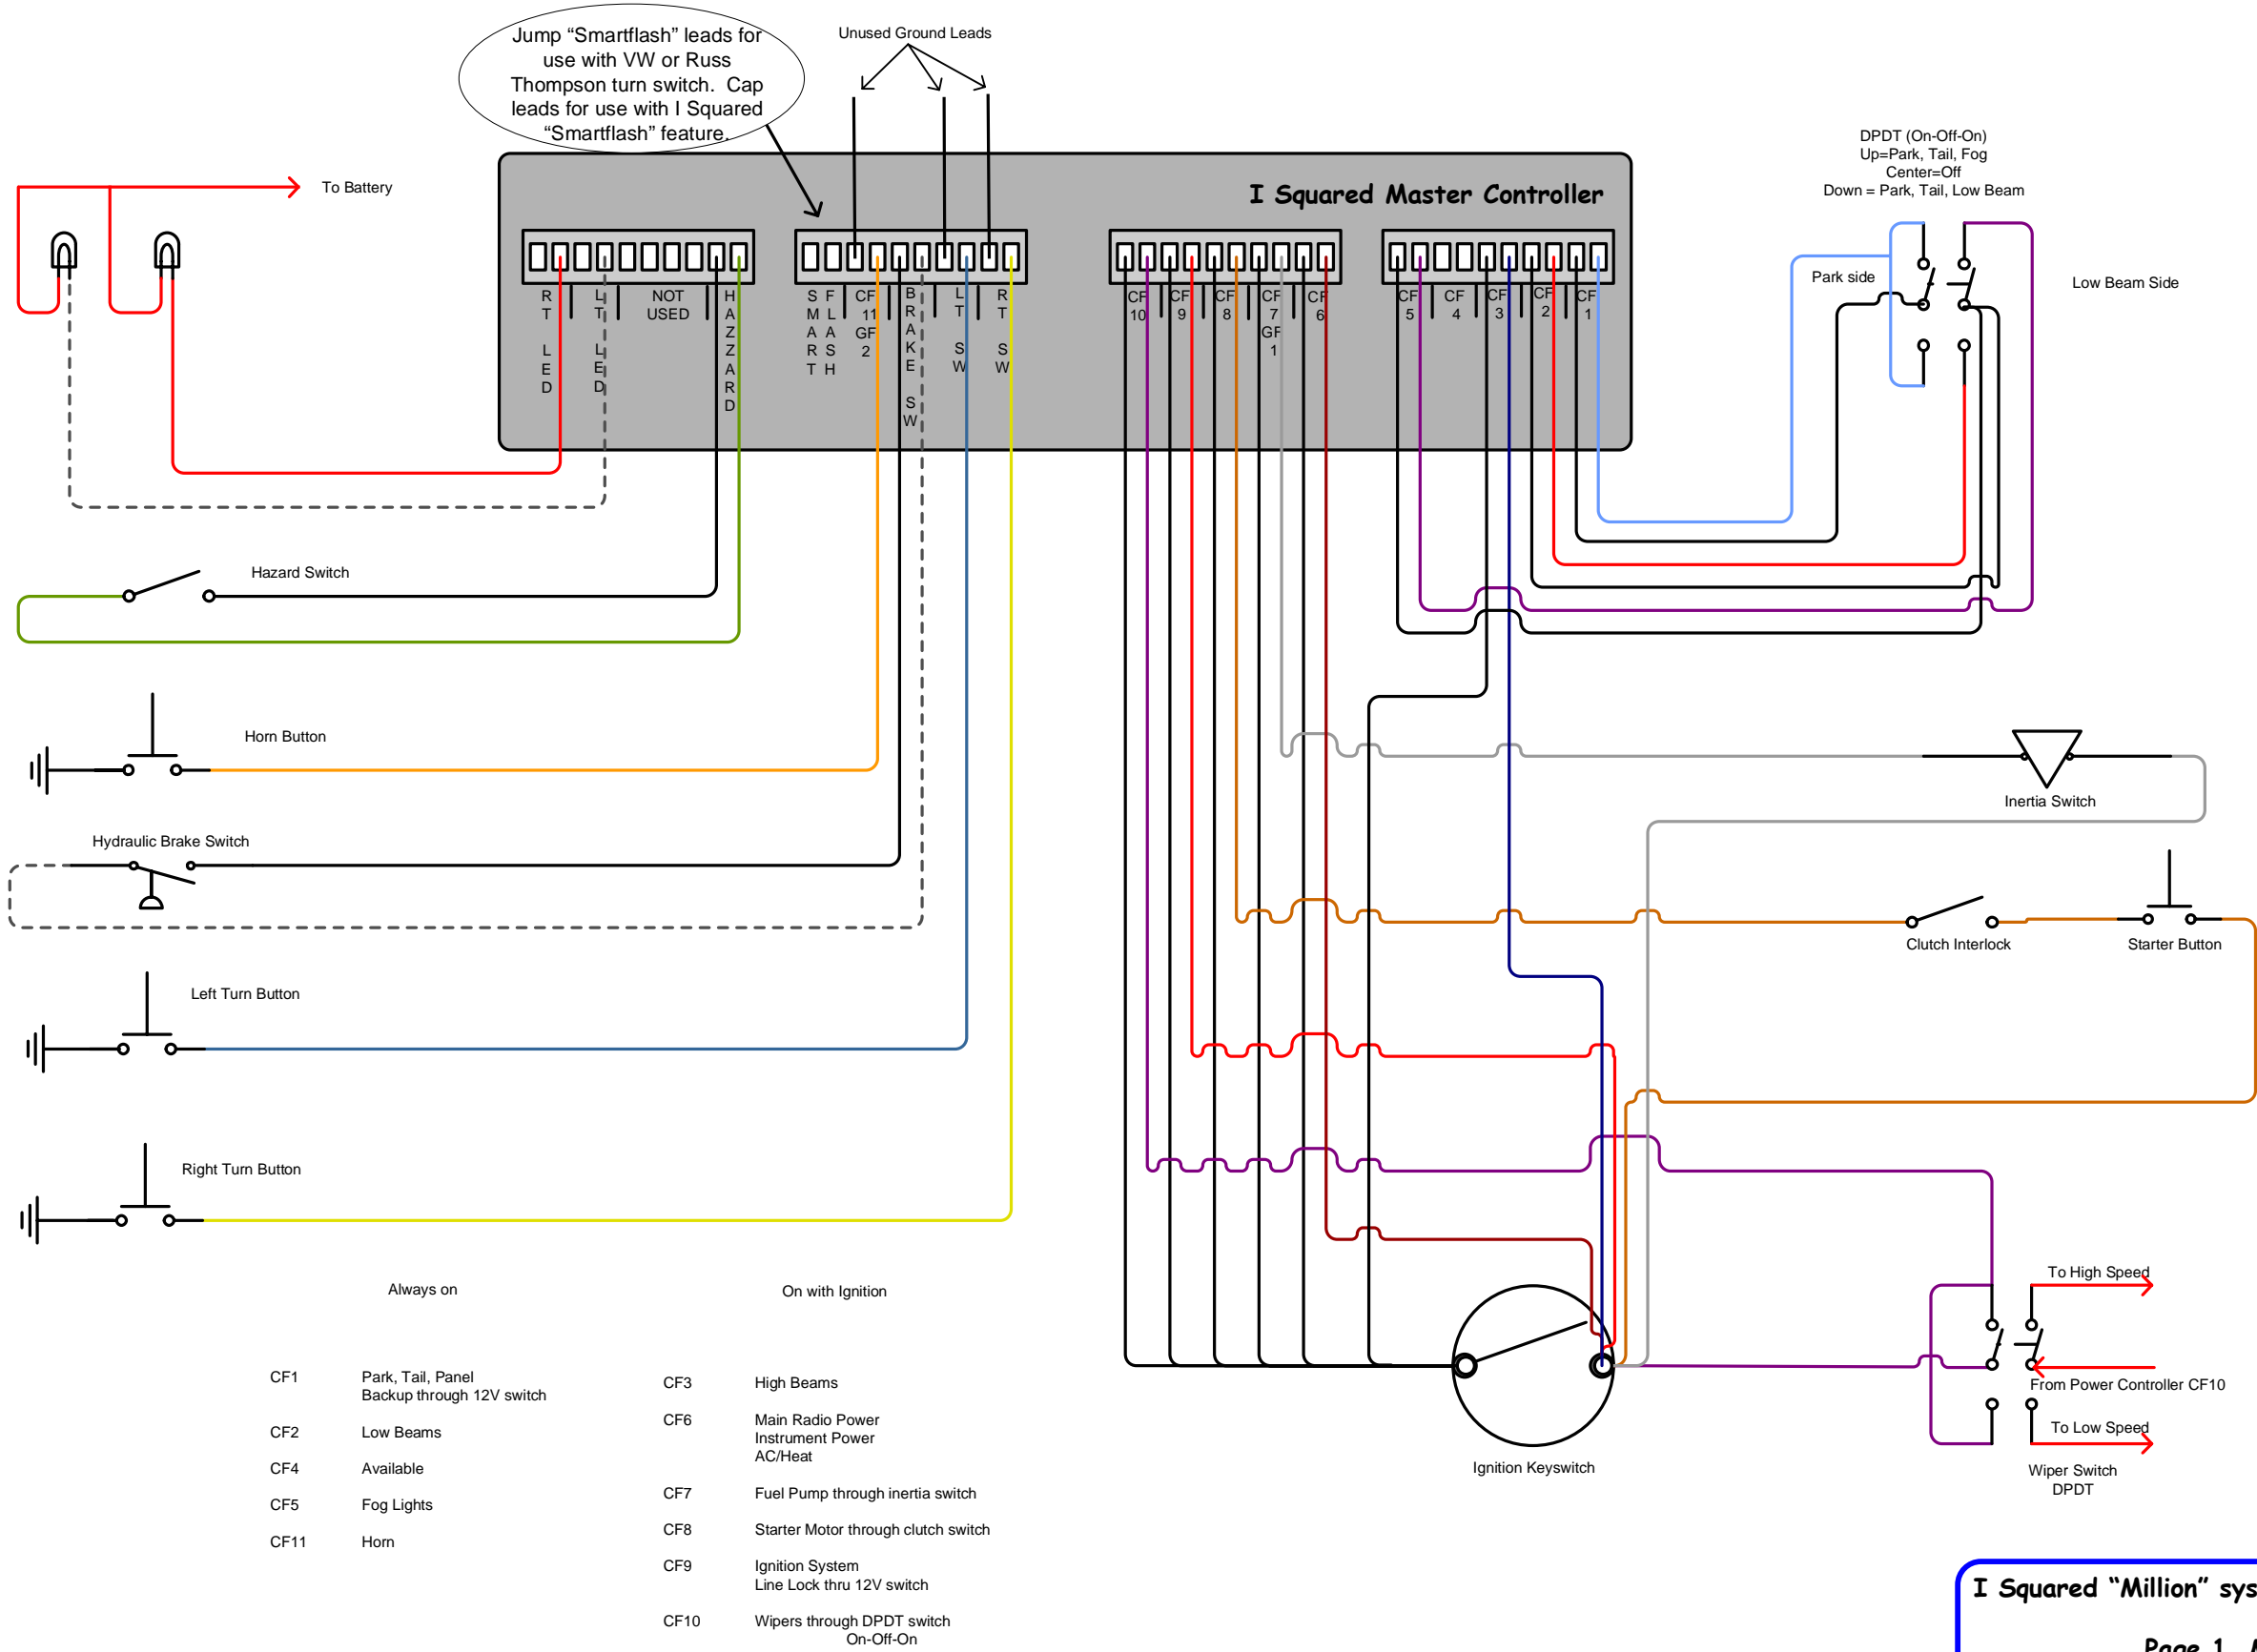 Jump “Smartflash” leads for
use with VW or Russ
Thompson turn switch. Cap
leads for use with I Squared
“Smartflash” feature.
Unused Ground Leads
To Battery
I Squared Master Controller
DPDT (On-Off-On)
Up=Park, Tail, Fog
Center=Off
Down = Park, Tail, Low Beam
Park side
Low Beam Side
RT LED
LT LED
NOT
USED
HAZZARD
SMART
FLASH
CF
11
GF
2
BRAKE SW
LT SW
RT SW
CF
10
CF
9
CF
8
CF
7
GF
1
CF
6
CF
5
CF
4
CF
3
CF
2
CF
1
Hazard Switch
Horn Button
Hydraulic Brake Switch
Left Turn Button
Right Turn Button
Inertia Switch
Clutch Interlock
Starter Button
To High Speed
From Power Controller CF10
To Low Speed
Wiper Switch
DPDT
Ignition Keyswitch
Always on
CF1 Park, Tail, Panel
Backup through 12V switch
CF2 Low Beams
CF4 Available
CF5 Fog Lights
CF11 Horn
On with Ignition
CF3 High Beams
CF6 Main Radio Power
Instrument Power
AC/Heat
CF7 Fuel Pump through inertia switch
CF8 Starter Motor through clutch switch
CF9 Ignition System
Line Lock thru 12V switch
CF10 Wipers through DPDT switch
On-Off-On
I Squared “Million” sys
Page 1